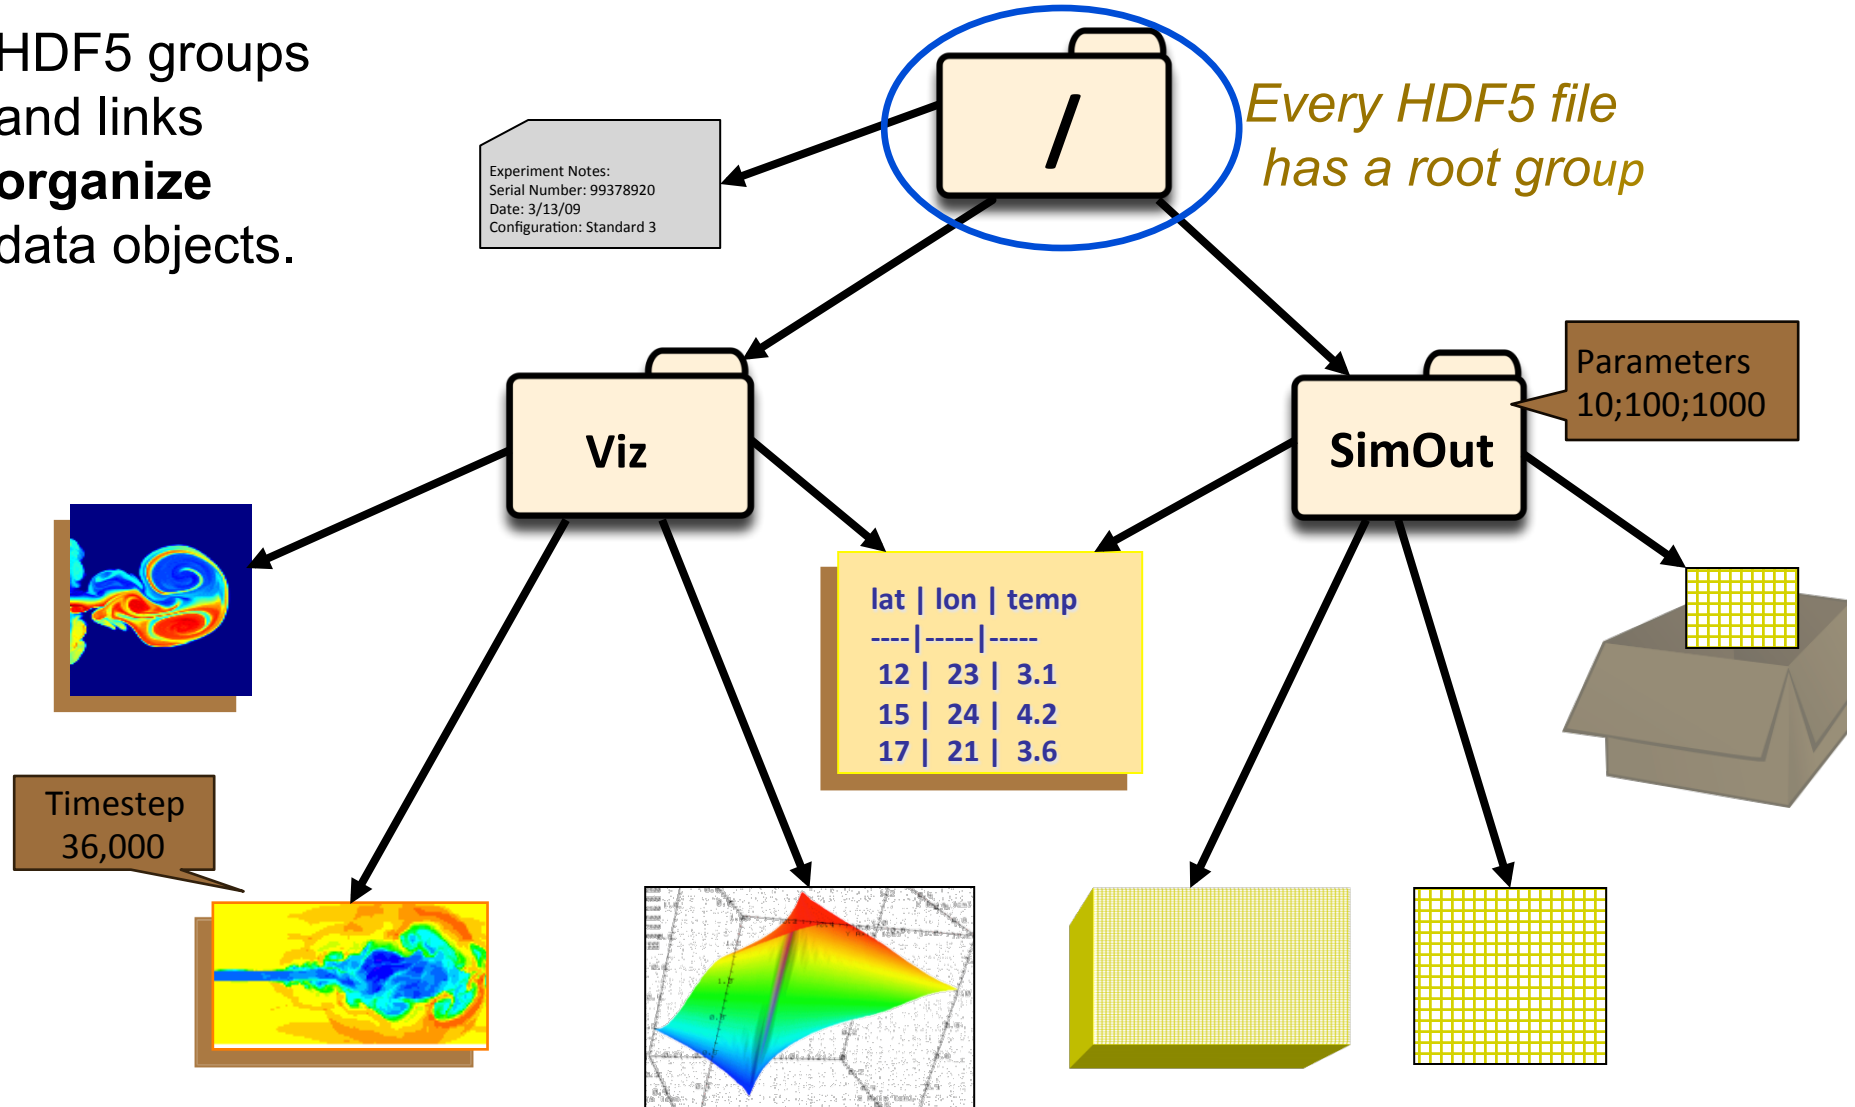 HDF5 groups
and links
organize
data objects.
/
Every HDF5 file
has a root group
Experiment Notes:
Serial Number: 99378920
Date: 3/13/09
Configuration: Standard 3
Viz
SimOut
Parameters
10;100;1000
lat | lon | temp
----|-----|-----
12 | 23 | 3.1
15 | 24 | 4.2
17 | 21 | 3.6
Timestep
36,000